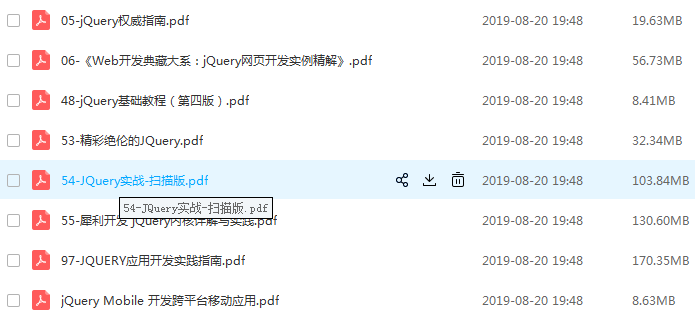 05-jQuery权威指南.pdf 2019-08-20 19:48 19.63MB
06-《Web开发典藏大系：jQuery网页开发实例精解》.pdf 2019-08-20 19:48 56.73MB
48-jQuery基础教程（第四版）.pdf 2019-08-20 19:48 8.41MB
53-精彩绝伦的JQuery.pdf 2019-08-20 19:48 32.34MB
54-JQuery实战-扫描版.pdf 2019-08-20 19:48 103.84MB
54-JQuery实战-扫描版.pdf
55-犀利开发 jQuery内核详解与实践.pdf 2019-08-20 19:48 130.60MB
97-JQUERY应用开发实践指南.pdf 2019-08-20 19:48 170.35MB
jQuery Mobile 开发跨平台移动应用.pdf 2019-08-20 19:48 8.63MB